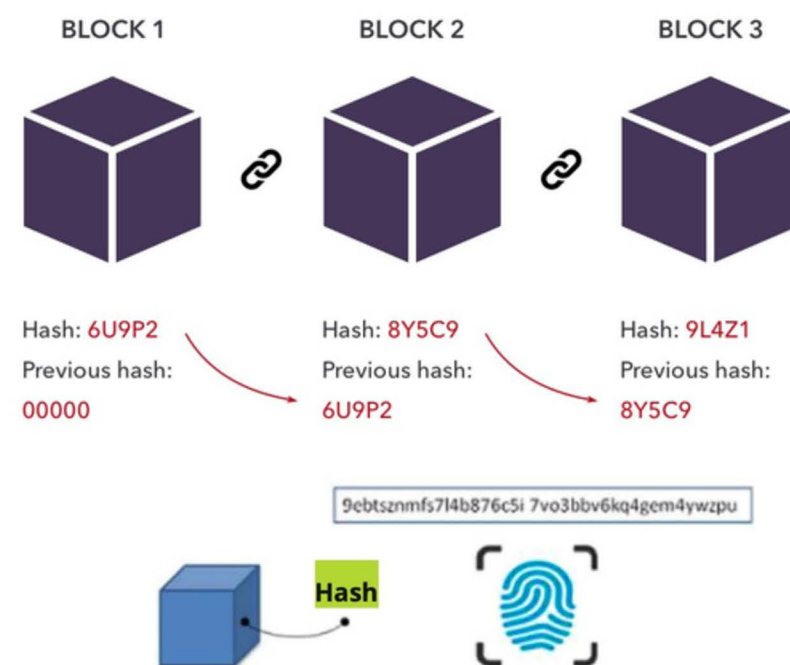 BLOCK 1
BLOCK 2
BLOCK 3
Hash: 6U9P2
Previous hash:
00000
Hash: 8Y5C9
Previous hash:
6U9P2
Hash: 9L4Z1
Previous hash:
8Y5C9
9ebtsznmfs7l4b876c5i 7vo3bbv6kq4gem4ywzpu
Hash